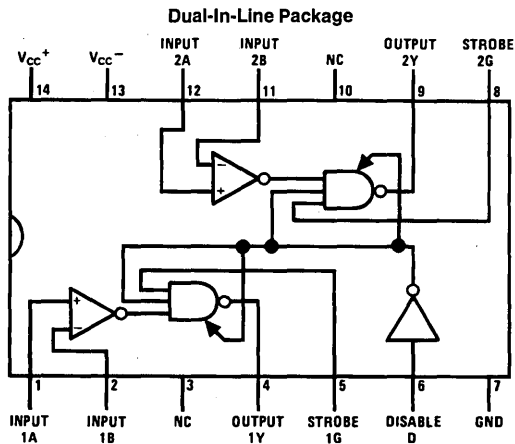 Dual-In-Line Package
INPUT INPUT OUTPUT STROBE
VCC+ VCC− 2A 2B NC 2Y 2G
14 13 12 11 10 9 8
−
+
+
−
1 2 3 4 5 6 7
INPUT INPUT NC OUTPUT STROBE DISABLE GND
1A 1B 1Y 1G D